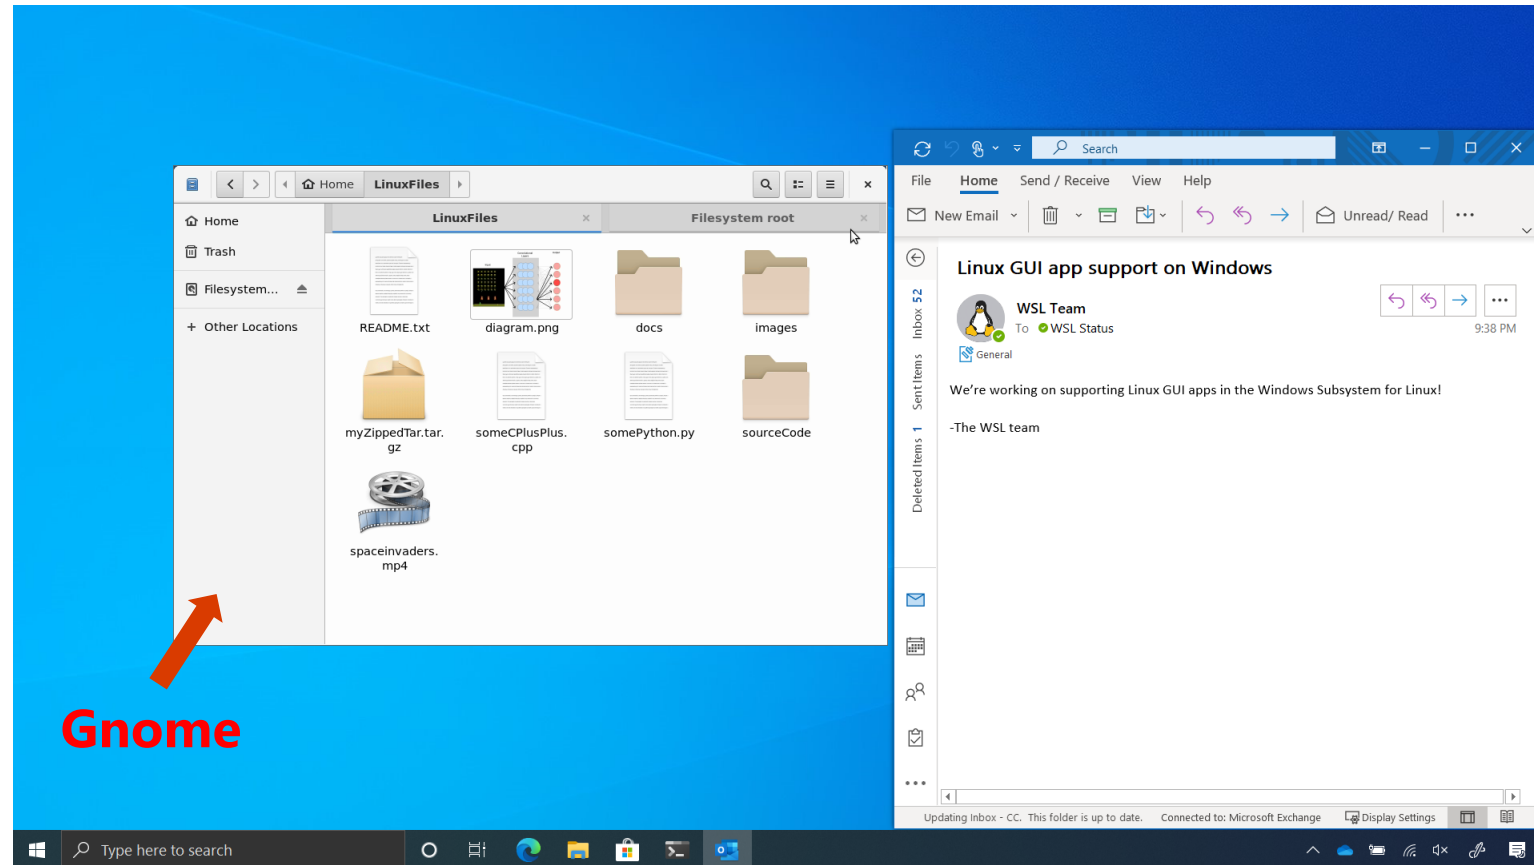 Search
File Home Send / Receive View Help
New Email Unread/ Read
Home LinuxFiles
LinuxFiles Filesystem root
Home
Trash
Filesystem...
Other Locations
README.txt diagram.png docs images
myZippedTar.tar.
gz
someCPlusPlus.
cpp
somePython.py sourceCode
spaceinvaders.
mp4
Gnome
Inbox 52
Sent Items
Deleted Items 1
Linux GUI app support on Windows
WSL Team
To WSL Status
9:38 PM
General
We're working on supporting Linux GUI apps in the Windows Subsystem for Linux!
-The WSL team
Updating Inbox - CC. This folder is up to date. Connected to: Microsoft Exchange Display Settings
Type here to search